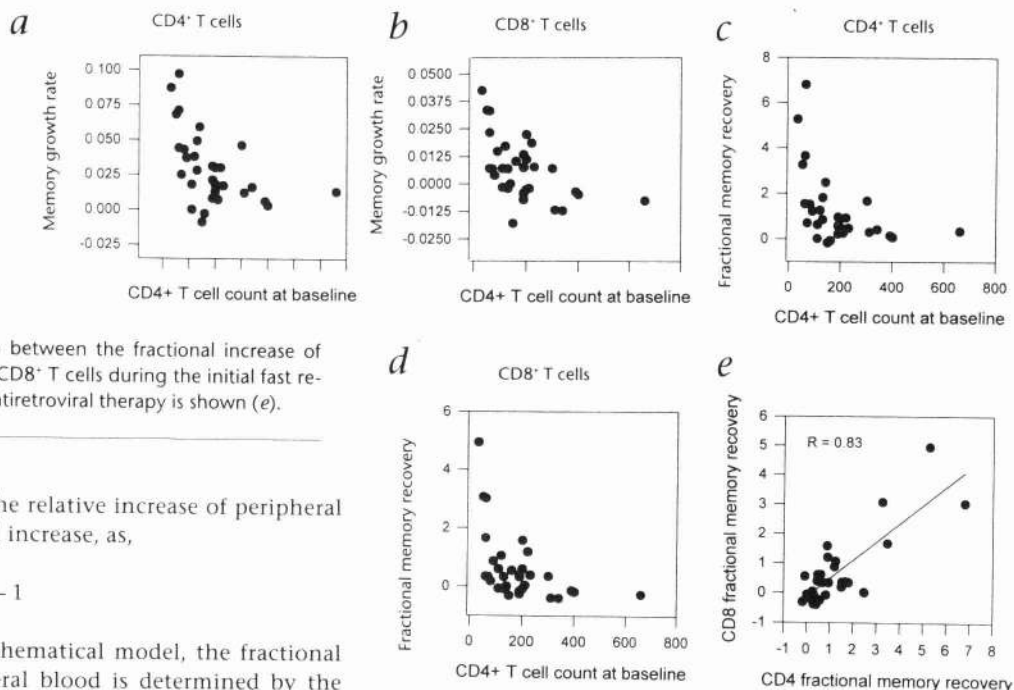 a
CD4⁺ T cells
Memory growth rate
0.100
0.075
0.050
0.025
0.000
-0.025
CD4+ T cell count at baseline
b
CD8⁺ T cells
Memory growth rate
0.0500
0.0375
0.0250
0.0125
0.0000
-0.0125
-0.0250
CD4+ T cell count at baseline
c
CD4⁺ T cells
Fractional memory recovery
8
6
4
2
0
0 200 400 600 800
CD4+ T cell count at baseline
between the fractional increase of
CD8⁺ T cells during the initial fast re-
tiretroviral therapy is shown (e).
he relative increase of peripheral
increase, as,
– 1
hematical model, the fractional
eral blood is determined by the
d
CD8⁺ T cells
Fractional memory recovery
6
4
2
0
0 200 400 600 800
CD4+ T cell count at baseline
e
R = 0.83
CD8 fractional memory recovery
6
5
4
3
2
1
0
-1
-1 0 1 2 3 4 5 6 7 8
CD4 fractional memory recovery